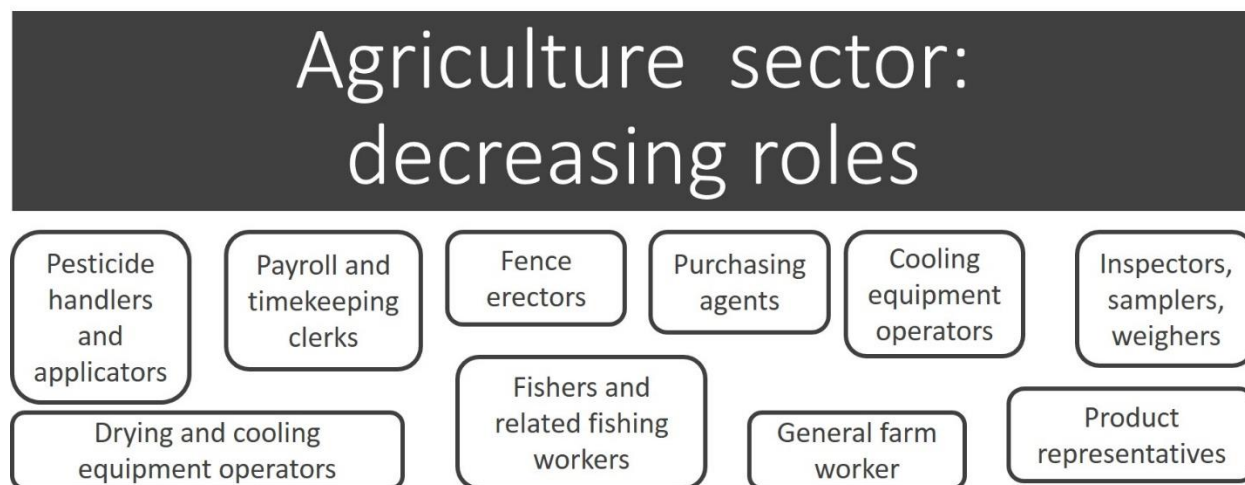 Agriculture sector:
decreasing roles
Pesticide
handlers
and
applicators
Payroll and
timekeeping
clerks
Fence
erectors
Purchasing
agents
Cooling
equipment
operators
Inspectors,
samplers,
weighers
Drying and cooling
equipment operators
Fishers and
related fishing
workers
General farm
worker
Product
representatives